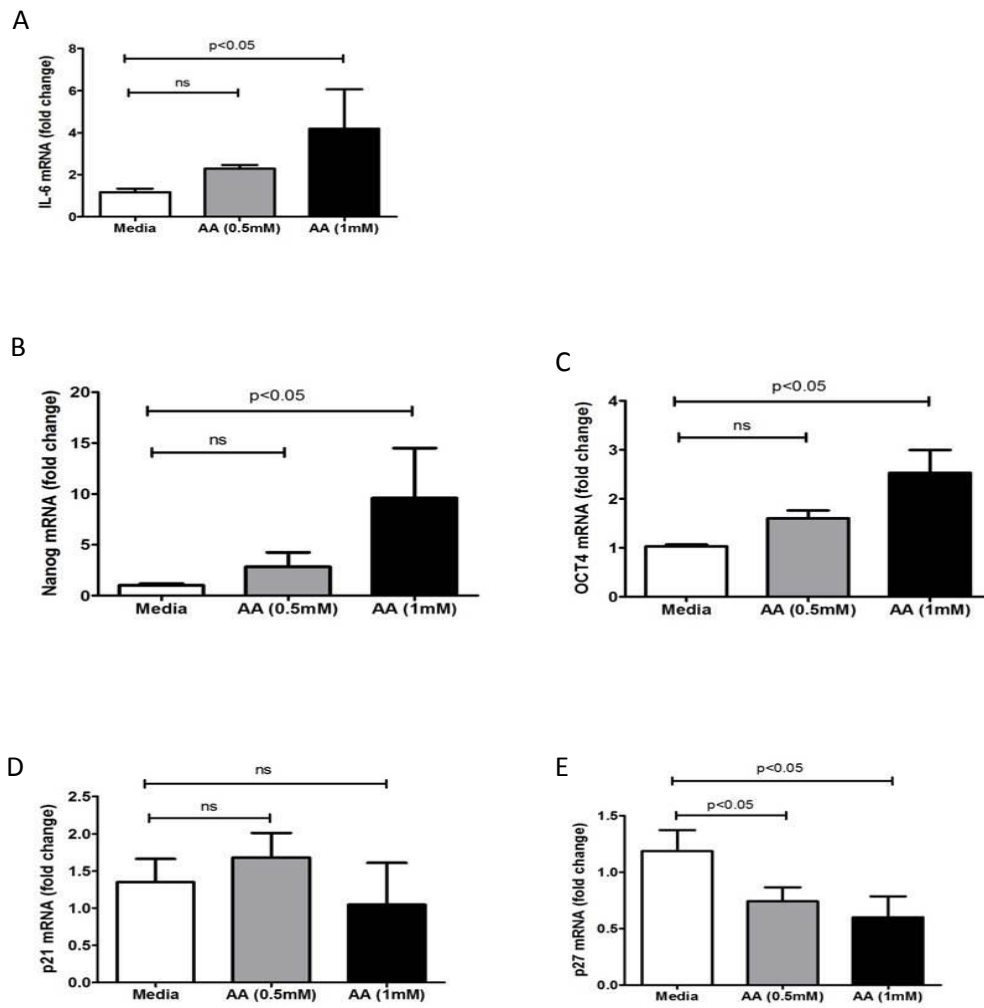 A
p<0.05
ns
IL-6 mRNA (fold change)
8
6
4
2
0
Media AA (0.5mM) AA (1mM)
B
p<0.05
ns
Nanog mRNA (fold change)
20
15
10
5
0
Media AA (0.5mM) AA (1mM)
C
p<0.05
ns
OCT4 mRNA (fold change)
4
3
2
1
0
Media AA (0.5mM) AA (1mM)
D
ns
ns
p21 mRNA (fold change)
2.5
2.0
1.5
1.0
0.5
0.0
Media AA (0.5mM) AA (1mM)
E
p<0.05
p<0.05
p27 mRNA (fold change)
1.5
1.0
0.5
0.0
Media AA (0.5mM) AA (1mM)